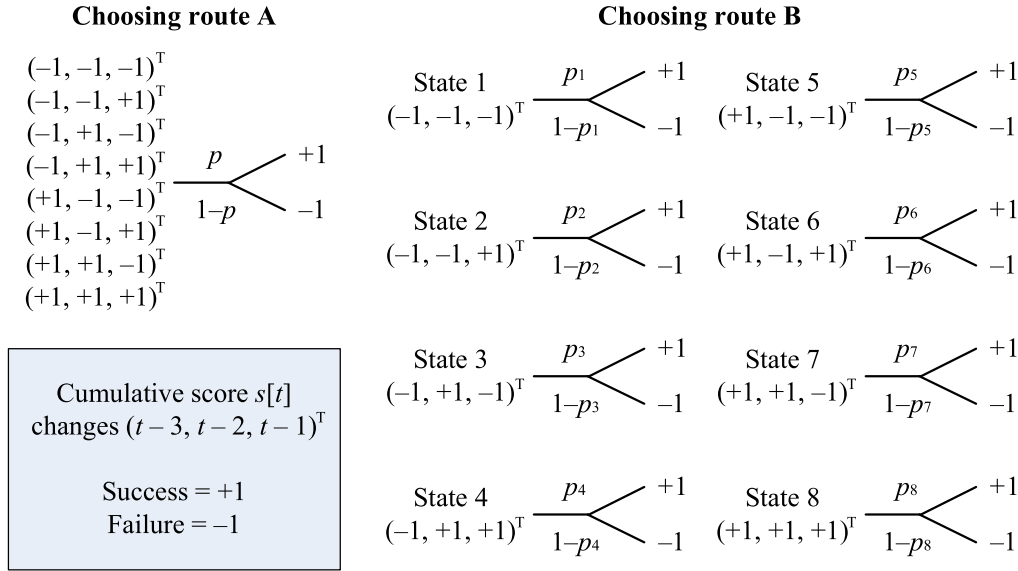 Choosing route A
(–1, –1, –1)ᵀ
(–1, –1, +1)ᵀ
(–1, +1, –1)ᵀ
(–1, +1, +1)ᵀ
(+1, –1, –1)ᵀ
(+1, –1, +1)ᵀ
(+1, +1, –1)ᵀ
(+1, +1, +1)ᵀ
p
1–p
+1
–1
Cumulative score s[t]
changes (t – 3, t – 2, t – 1)ᵀ
Success = +1
Failure = –1
Choosing route B
State 1
(–1, –1, –1)ᵀ
p₁
1–p₁
+1
–1
State 2
(–1, –1, +1)ᵀ
p₂
1–p₂
+1
–1
State 3
(–1, +1, –1)ᵀ
p₃
1–p₃
+1
–1
State 4
(–1, +1, +1)ᵀ
p₄
1–p₄
+1
–1
State 5
(+1, –1, –1)ᵀ
p₅
1–p₅
+1
–1
State 6
(+1, –1, +1)ᵀ
p₆
1–p₆
+1
–1
State 7
(+1, +1, –1)ᵀ
p₇
1–p₇
+1
–1
State 8
(+1, +1, +1)ᵀ
p₈
1–p₈
+1
–1